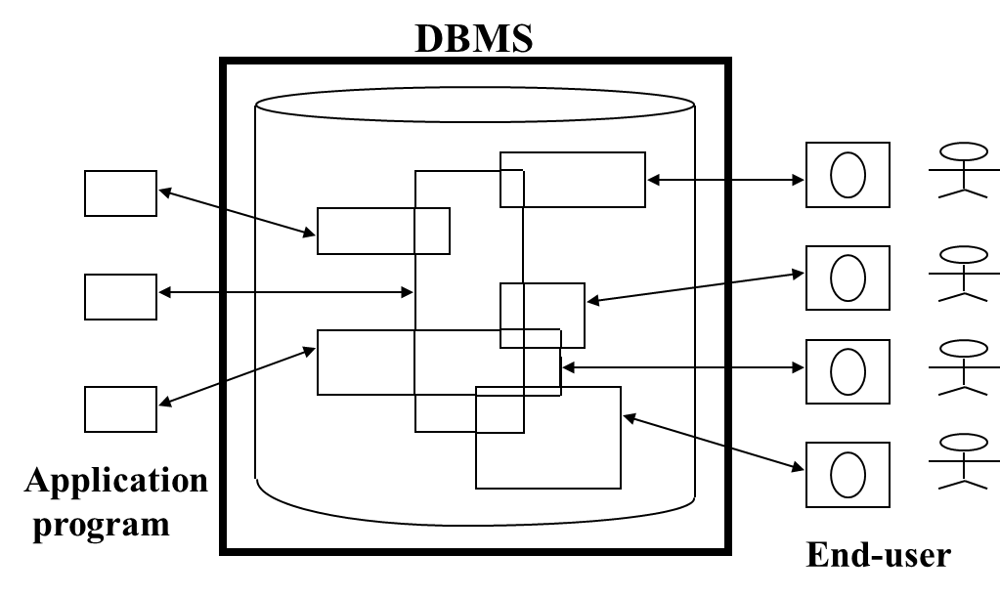 DBMS
Application
program
End-user